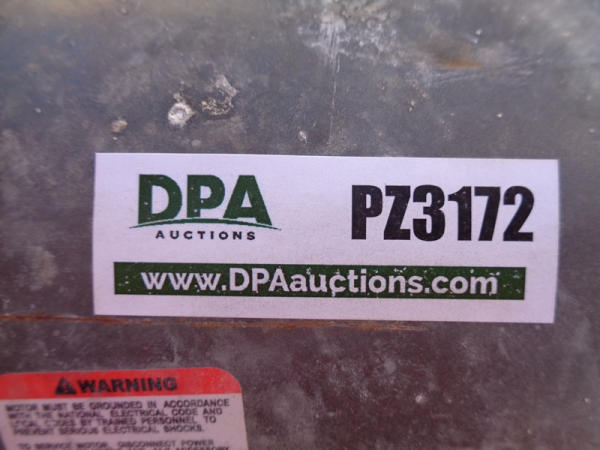 DPA
AUCTIONS
PZ3172
www.DPAauctions.com
WARNING
MOTOR MUST BE GROUNDED IN ACCORDANCE
WITH THE NATIONAL ELECTRICAL CODE AND
LOCAL CODES BY TRAINED PERSONNEL TO
PREVENT SERIOUS ELECTRICAL SHOCKS.
TO SERVICE MOTOR, DISCONNECT POWER